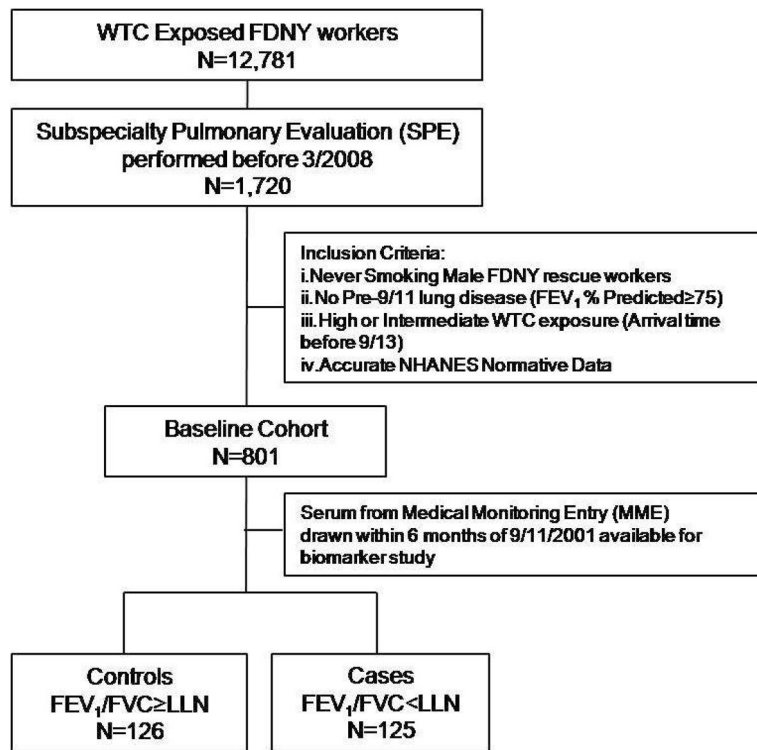 WTC Exposed FDNY workers
N=12,781
Subspecialty Pulmonary Evaluation (SPE)
performed before 3/2008
N=1,720
Inclusion Criteria:
i.Never Smoking Male FDNY rescue workers
ii.No Pre-9/11 lung disease (FEV₁ % Predicted≥75)
iii.High or Intermediate WTC exposure (Arrival time
before 9/13)
iv.Accurate NHANES Normative Data
Baseline Cohort
N=801
Serum from Medical Monitoring Entry (MME)
drawn within 6 months of 9/11/2001 available for
biomarker study
Controls
FEV₁/FVC≥LLN
N=126
Cases
FEV₁/FVC<LLN
N=125